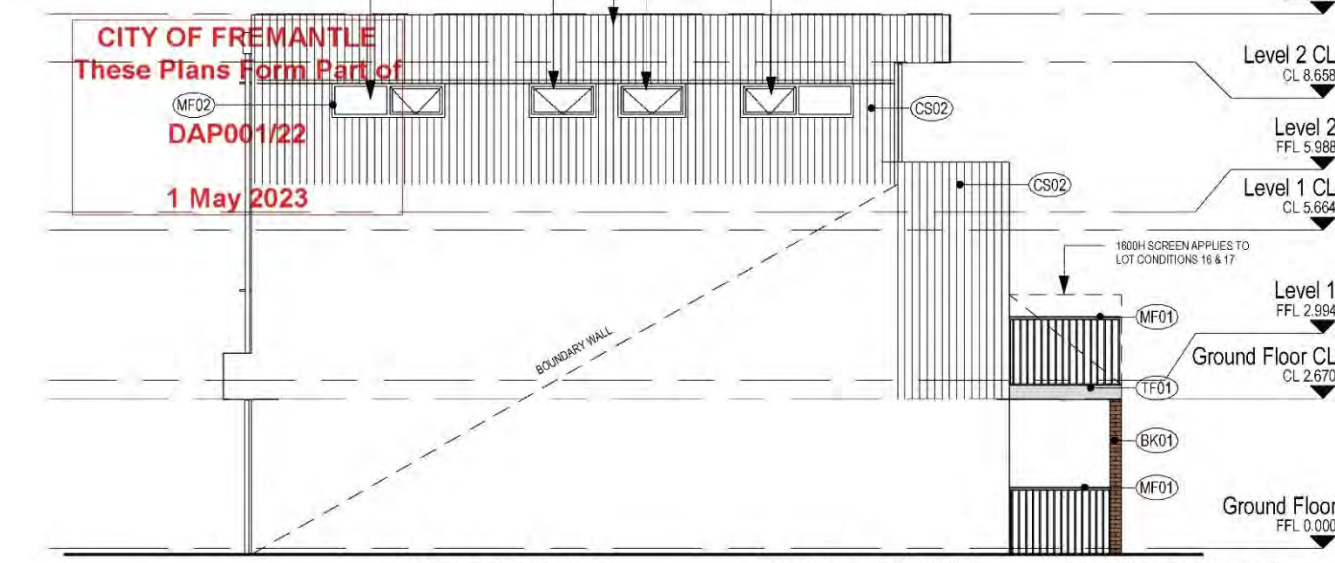 CITY OF FREMANTLE
These Plans Form Part of
DAP001/22
1 May 2023
MF02
CS02
CS02
Level 2 CL
CL 8.658
Level 2
FFL 5.988
Level 1 CL
CL 5.664
1600H SCREEN APPLIES TO
LOT CONDITIONS 16 & 17
BOUNDARY WALL
Level 1
FFL 2.994
MF01
Ground Floor CL
CL 2.670
TF01
BK01
MF01
Ground Floor
FFL 0.000